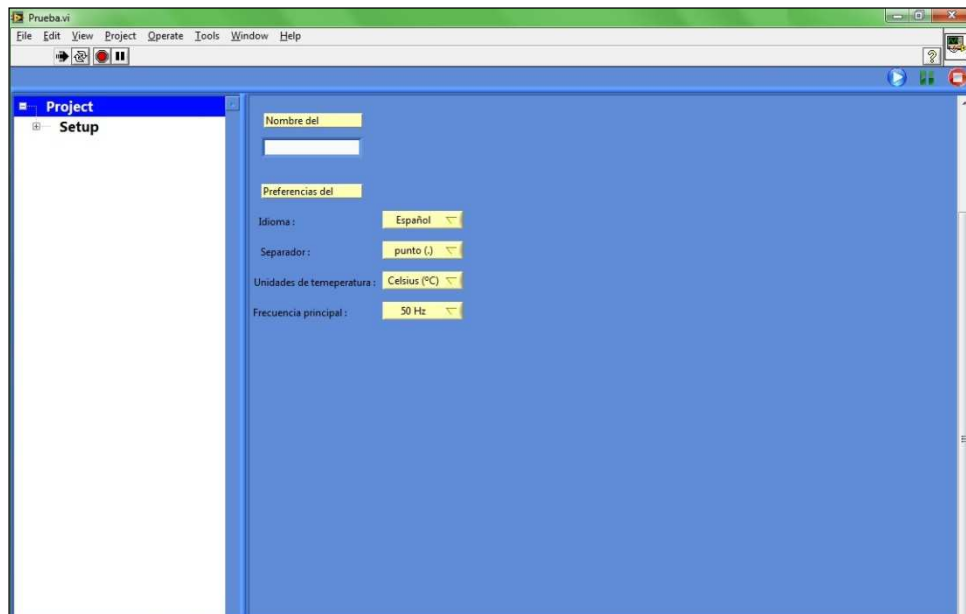 Prueba.vi
File Edit View Project Operate Tools Window Help
Project
Setup
Nombre del
Preferencias del
Idioma : Español
Separador : punto (.)
Unidades de temeperatura : Celsius (ºC)
Frecuencia principal : 50 Hz